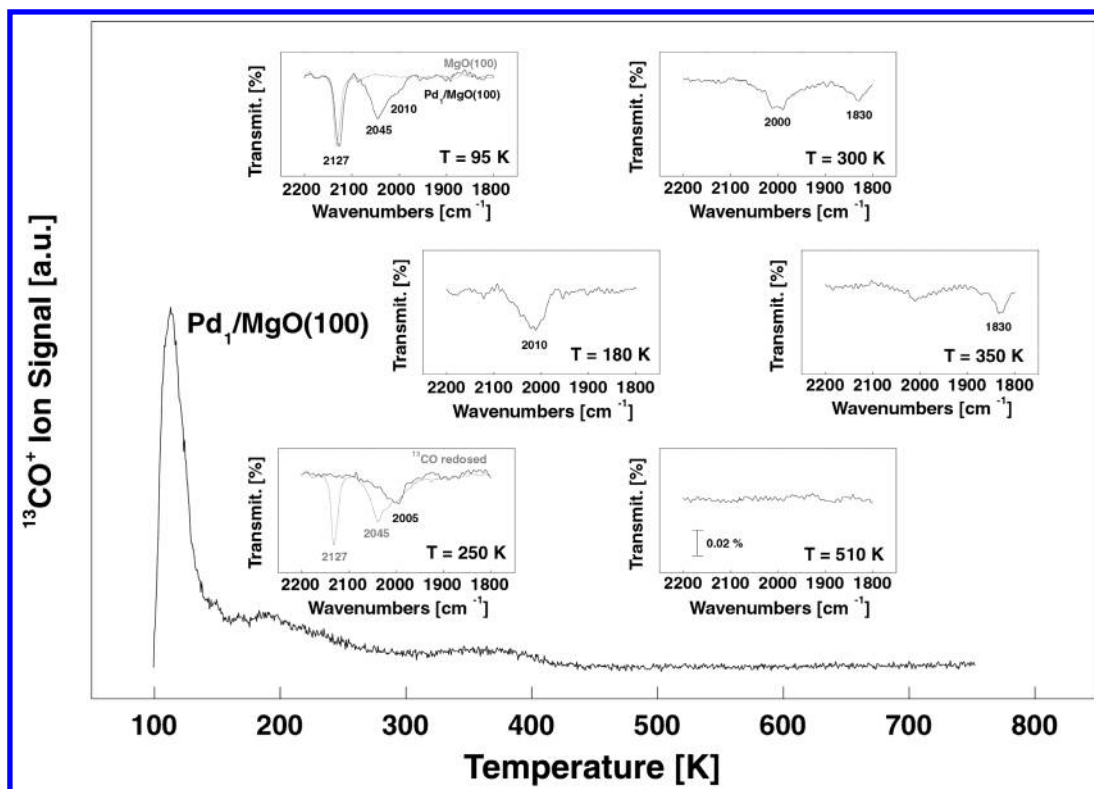 ¹³CO⁺ Ion Signal [a.u.]
Transmit. [%]
MgO(100)
Pd₁/MgO(100)
2010
2045
2127
T = 95 K
2200 2100 2000 1900 1800
Wavenumbers [cm ⁻¹]
Transmit. [%]
2000
1830
T = 300 K
2200 2100 2000 1900 1800
Wavenumbers [cm ⁻¹]
Pd₁/MgO(100)
Transmit. [%]
2010
T = 180 K
2200 2100 2000 1900 1800
Wavenumbers [cm ⁻¹]
Transmit. [%]
1830
T = 350 K
2200 2100 2000 1900 1800
Wavenumbers [cm ⁻¹]
Transmit. [%]
¹³CO redosed
2005
2045
2127
T = 250 K
2200 2100 2000 1900 1800
Wavenumbers [cm ⁻¹]
Transmit. [%]
0.02 %
T = 510 K
2200 2100 2000 1900 1800
Wavenumbers [cm ⁻¹]
100 200 300 400 500 600 700 800
Temperature [K]